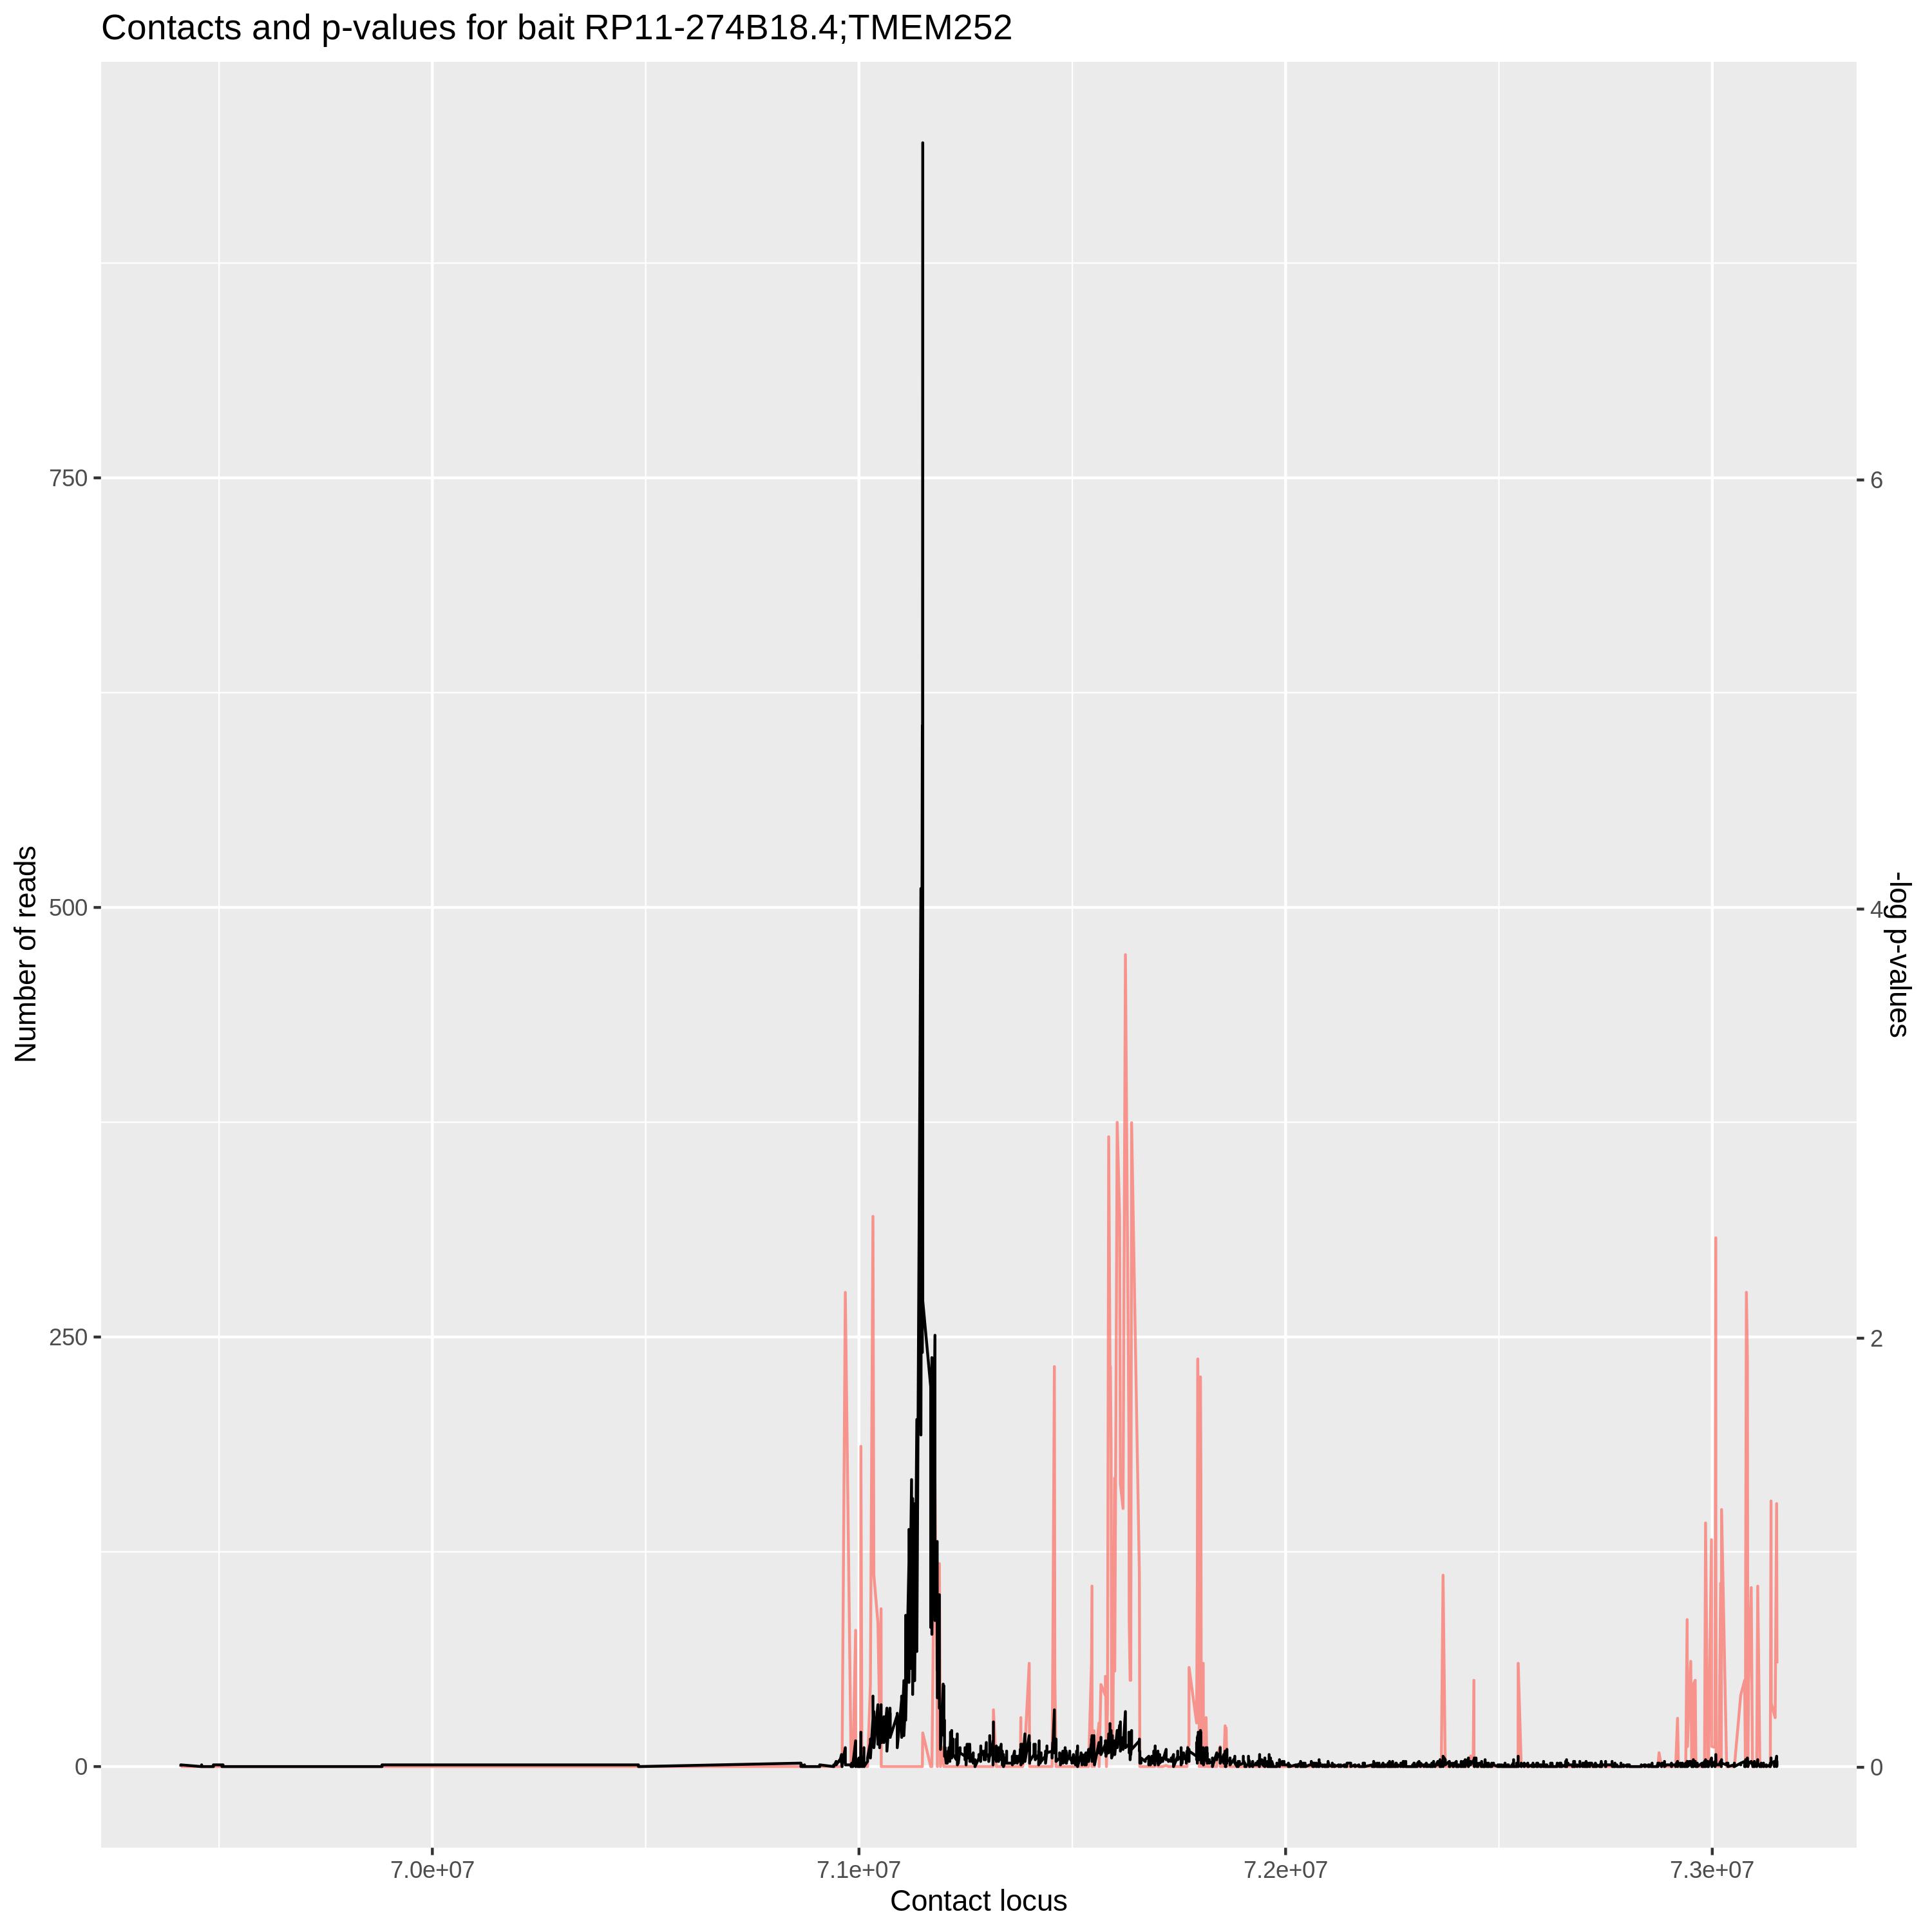 Contacts and p-values for bait RP11-274B18.4;TMEM252
Number of reads
750
500
250
0
6
4
2
0
-log p-values
7.0e+07
7.1e+07
7.2e+07
7.3e+07
Contact locus